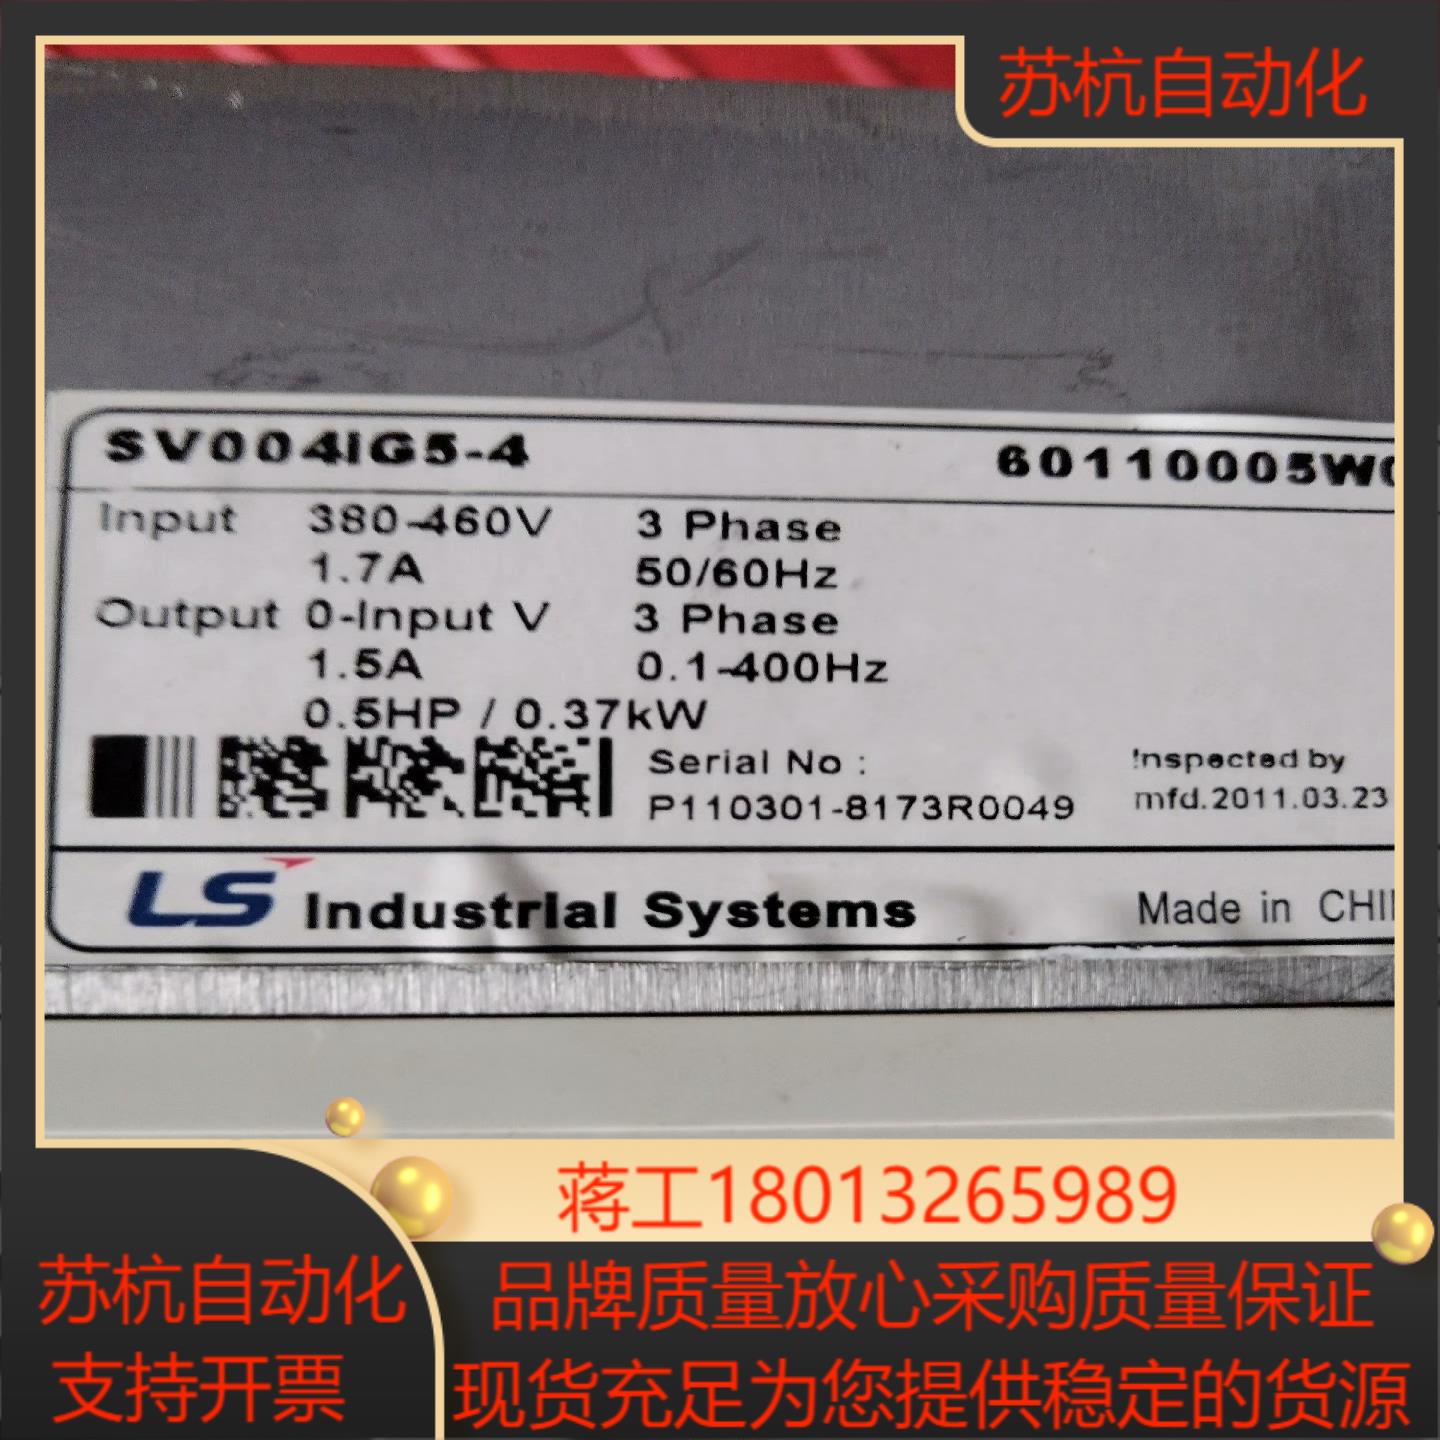 苏杭自动化
SV004IG5-4 60110005W
Input 380-460V 3 Phase
1.7A 50/60Hz
Output 0-Input V 3 Phase
1.5A 0.1-400Hz
0.5HP / 0.37kW
Serial No :
P110301-8173R0049
Inspected by
mfd.2011.03.23
LS Industrial Systems Made in CHI
蒋工18013265989
苏杭自动化
支持开票
品牌质量放心采购质量保证
现货充足为您提供稳定的货源